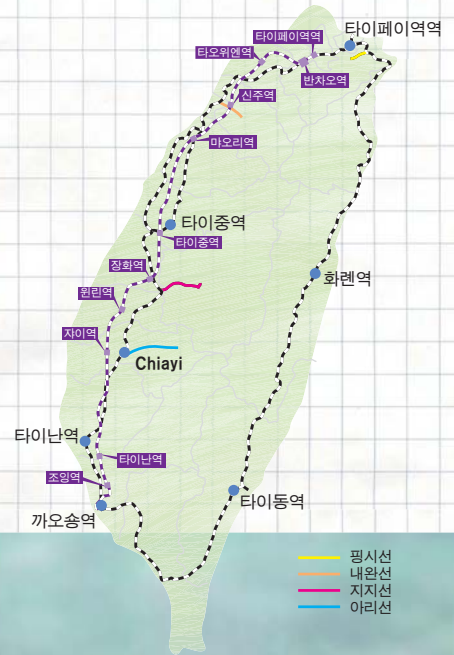 타이페이역역
타이페이역역
타오위엔역
반차오역
신주역
마오리역
타이중역
타이중역
장화역
화롄역
윈린역
자이역
Chiayi
타이난역
타이난역
조잉역
타이동역
까오숑역
핑시선
내완선
지지선
아리선